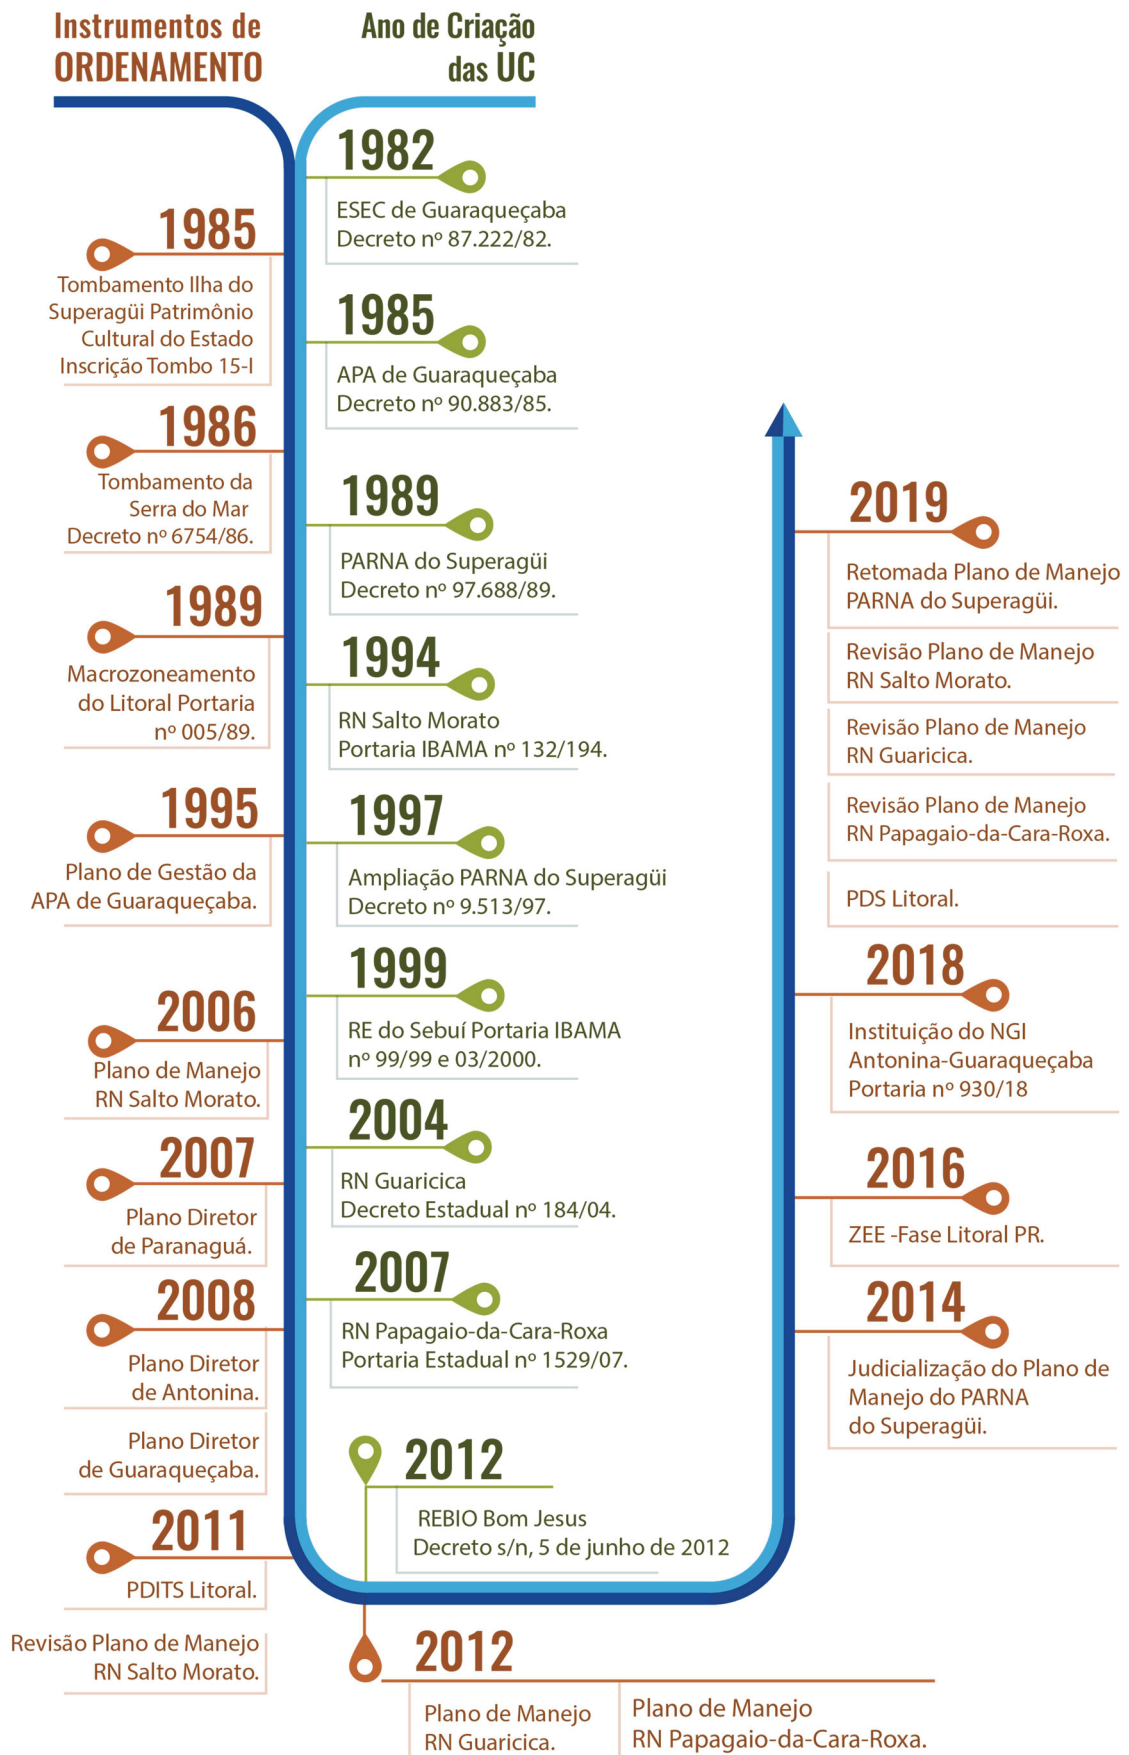 Instrumentos de
ORDENAMENTO
1985
Tombamento Ilha do
Superagüi Patrimônio
Cultural do Estado
Inscrição Tombo 15-I
1986
Tombamento da
Serra do Mar
Decreto nº 6754/86.
1989
Macrozoneamento
do Litoral Portaria
nº 005/89.
1995
Plano de Gestão da
APA de Guaraqueçaba.
2006
Plano de Manejo
RN Salto Morato.
2007
Plano Diretor
de Paranaguá.
2008
Plano Diretor
de Antonina.
Plano Diretor
de Guaraqueçaba.
2011
PDITS Litoral.
Revisão Plano de Manejo
RN Salto Morato.
Ano de Criação
das UC
1982
ESEC de Guaraqueçaba
Decreto nº 87.222/82.
1985
APA de Guaraqueçaba
Decreto nº 90.883/85.
1989
PARNA do Superagüi
Decreto nº 97.688/89.
1994
RN Salto Morato
Portaria IBAMA nº 132/194.
1997
Ampliação PARNA do Superagüi
Decreto nº 9.513/97.
1999
RE do Sebuí Portaria IBAMA
nº 99/99 e 03/2000.
2004
RN Guaricica
Decreto Estadual nº 184/04.
2007
RN Papagaio-da-Cara-Roxa
Portaria Estadual nº 1529/07.
2012
REBIO Bom Jesus
Decreto s/n, 5 de junho de 2012
2012
Plano de Manejo
RN Guaricica.
Plano de Manejo
RN Papagaio-da-Cara-Roxa.
2019
Retomada Plano de Manejo
PARNA do Superagüi.
Revisão Plano de Manejo
RN Salto Morato.
Revisão Plano de Manejo
RN Guaricica.
Revisão Plano de Manejo
RN Papagaio-da-Cara-Roxa.
PDS Litoral.
2018
Instituição do NGI
Antonina-Guaraqueçaba
Portaria nº 930/18
2016
ZEE -Fase Litoral PR.
2014
Judicialização do Plano de
Manejo do PARNA
do Superagüi.